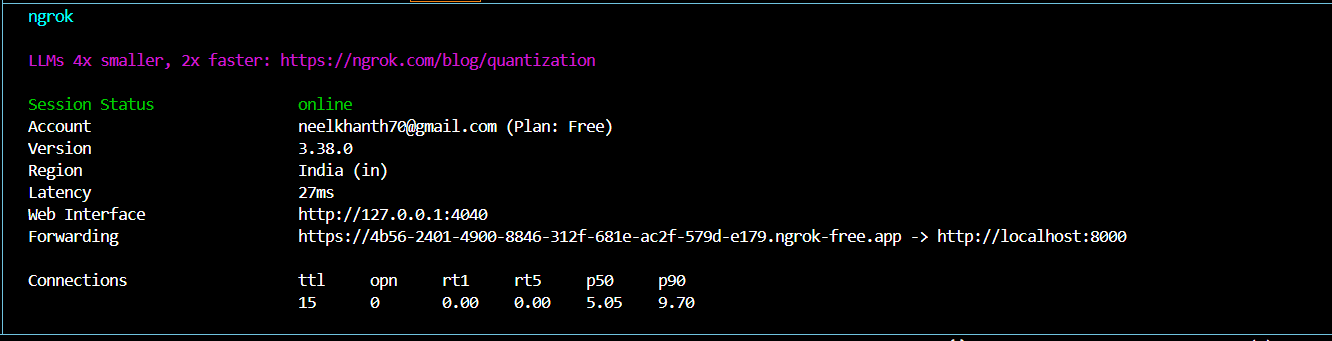 ngrok
LLMs 4x smaller, 2x faster: https://ngrok.com/blog/quantization
Session Status online
Account neelkhanth70@gmail.com (Plan: Free)
Version 3.38.0
Region India (in)
Latency 27ms
Web Interface http://127.0.0.1:4040
Forwarding https://4b56-2401-4900-8846-312f-681e-ac2f-579d-e179.ngrok-free.app -> http://localhost:8000
Connections ttl opn rt1 rt5 p50 p90
15 0 0.00 0.00 5.05 9.70